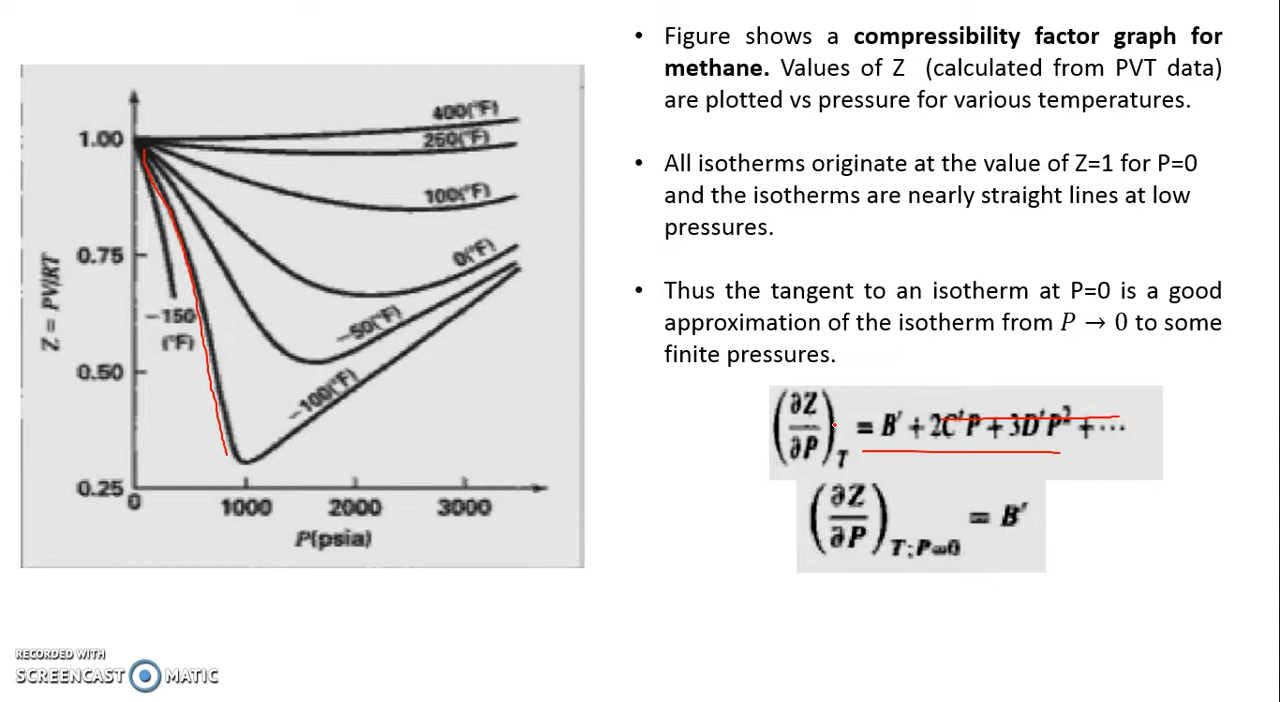 • Figure shows a compressibility factor graph for
methane. Values of Z (calculated from PVT data)
are plotted vs pressure for various temperatures.
• All isotherms originate at the value of Z=1 for P=0
and the isotherms are nearly straight lines at low
pressures.
• Thus the tangent to an isotherm at P=0 is a good
approximation of the isotherm from P → 0 to some
finite pressures.
(∂Z/∂P)_T = B′ + 2C′P + 3D′P² + ⋯
(∂Z/∂P)_T;P=0 = B′
400(°F)
260(°F)
100(°F)
0(°F)
−50(°F)
−100(°F)
−150
(°F)
1.00
0.75
0.50
0.25
Z = PV/RT
0 1000 2000 3000
P(psia)
RECORDED WITH
SCREENCAST MATIC